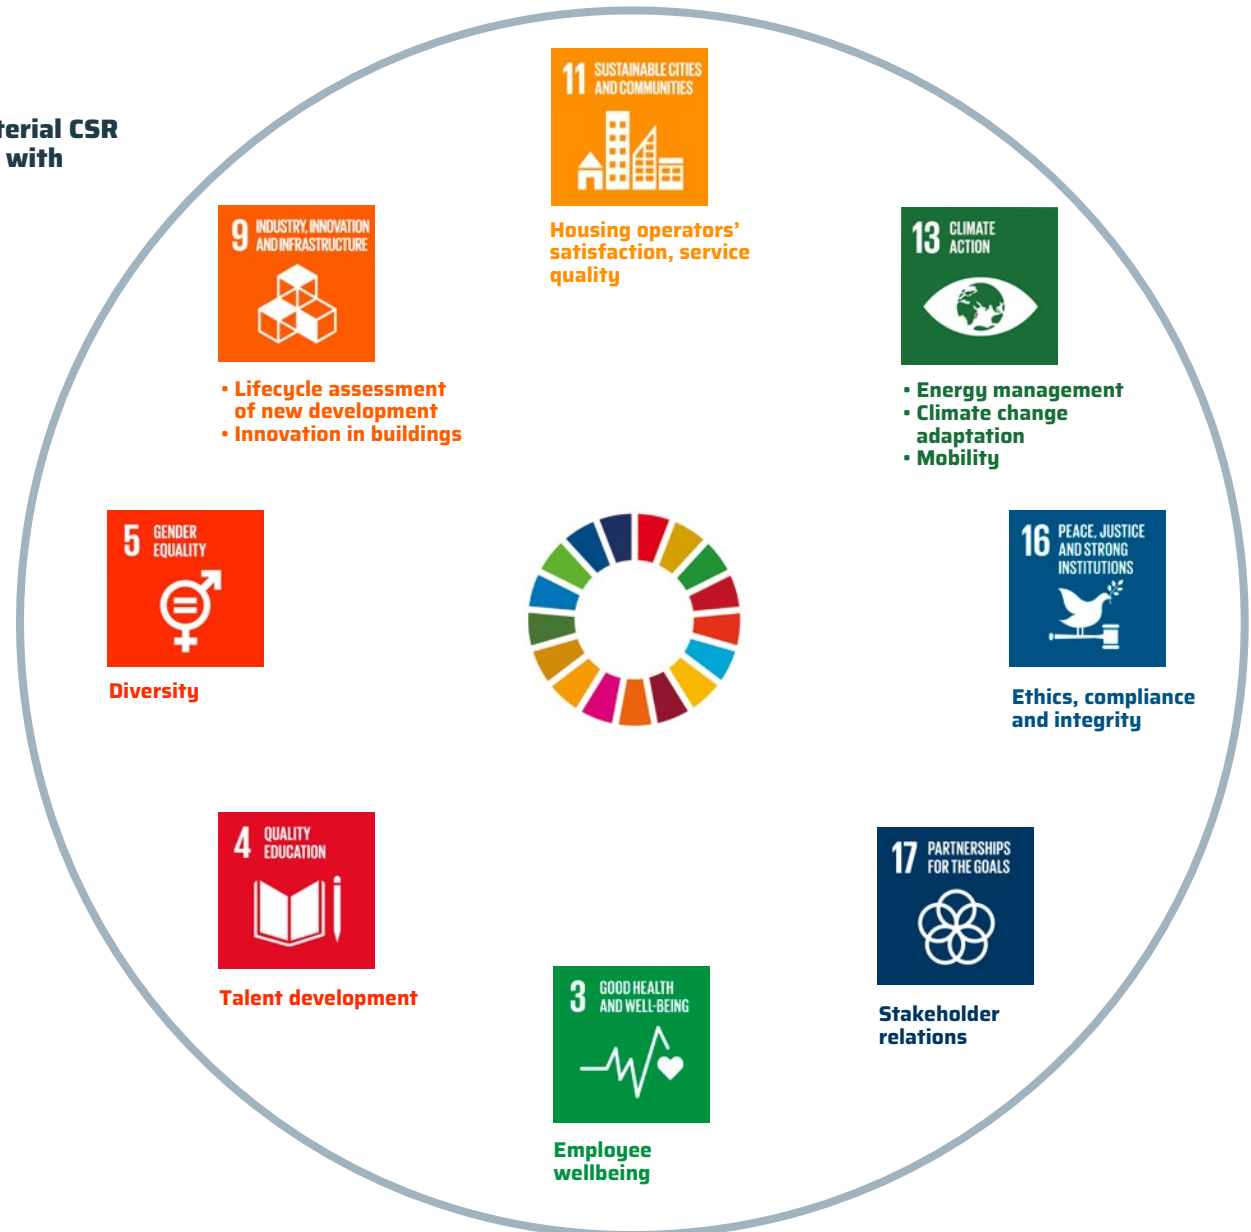 CSR
with
11 SUSTAINABLE CITIES
AND COMMUNITIES
Housing operators’
satisfaction, service
quality
9 INDUSTRY, INNOVATION
AND INFRASTRUCTURE
• Lifecycle assessment
of new development
• Innovation in buildings
13 CLIMATE
ACTION
• Energy management
• Climate change
adaptation
• Mobility
5 GENDER
EQUALITY
Diversity
16 PEACE, JUSTICE
AND STRONG
INSTITUTIONS
Ethics, compliance
and integrity
4 QUALITY
EDUCATION
Talent development
17 PARTNERSHIPS
FOR THE GOALS
Stakeholder
relations
3 GOOD HEALTH
AND WELL-BEING
Employee
wellbeing